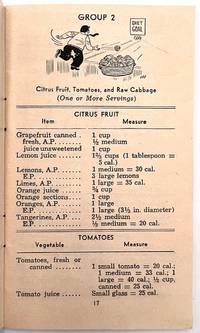 GROUP 2
DIET
GOAL
Citrus Fruit, Tomatoes, and Raw Cabbage
(One or More Servings)
CITRUS FRUIT
Item Measure
Grapefruit canned . 1 cup
fresh, A.P. ....... ½ medium
juice unsweetened 1 cup
Lemon juice ....... 1⅔ cups (1 tablespoon =
5 cal.)
Lemons, A.P. ...... 1 medium = 30 cal.
E.P. ........... 3 large lemons
Limes, A.P. ....... 1 large = 35 cal.
Orange juice ...... ¾ cup
Orange sections.... 1 cup
Oranges, A.P. ..... 1 large
E.P. ........... 1 large (3½ in. diameter)
Tangerines, A.P. ... 2½ medium
E.P. ........... ½ medium = 20 cal.
TOMATOES
Vegetable Measure
Tomatoes, fresh or
canned ........ 1 small tomato = 20 cal.;
1 medium = 33 cal.; 1
large = 40 cal.; ½ cup,
canned = 25 cal.
Tomato juice ...... Small glass = 25 cal.
17